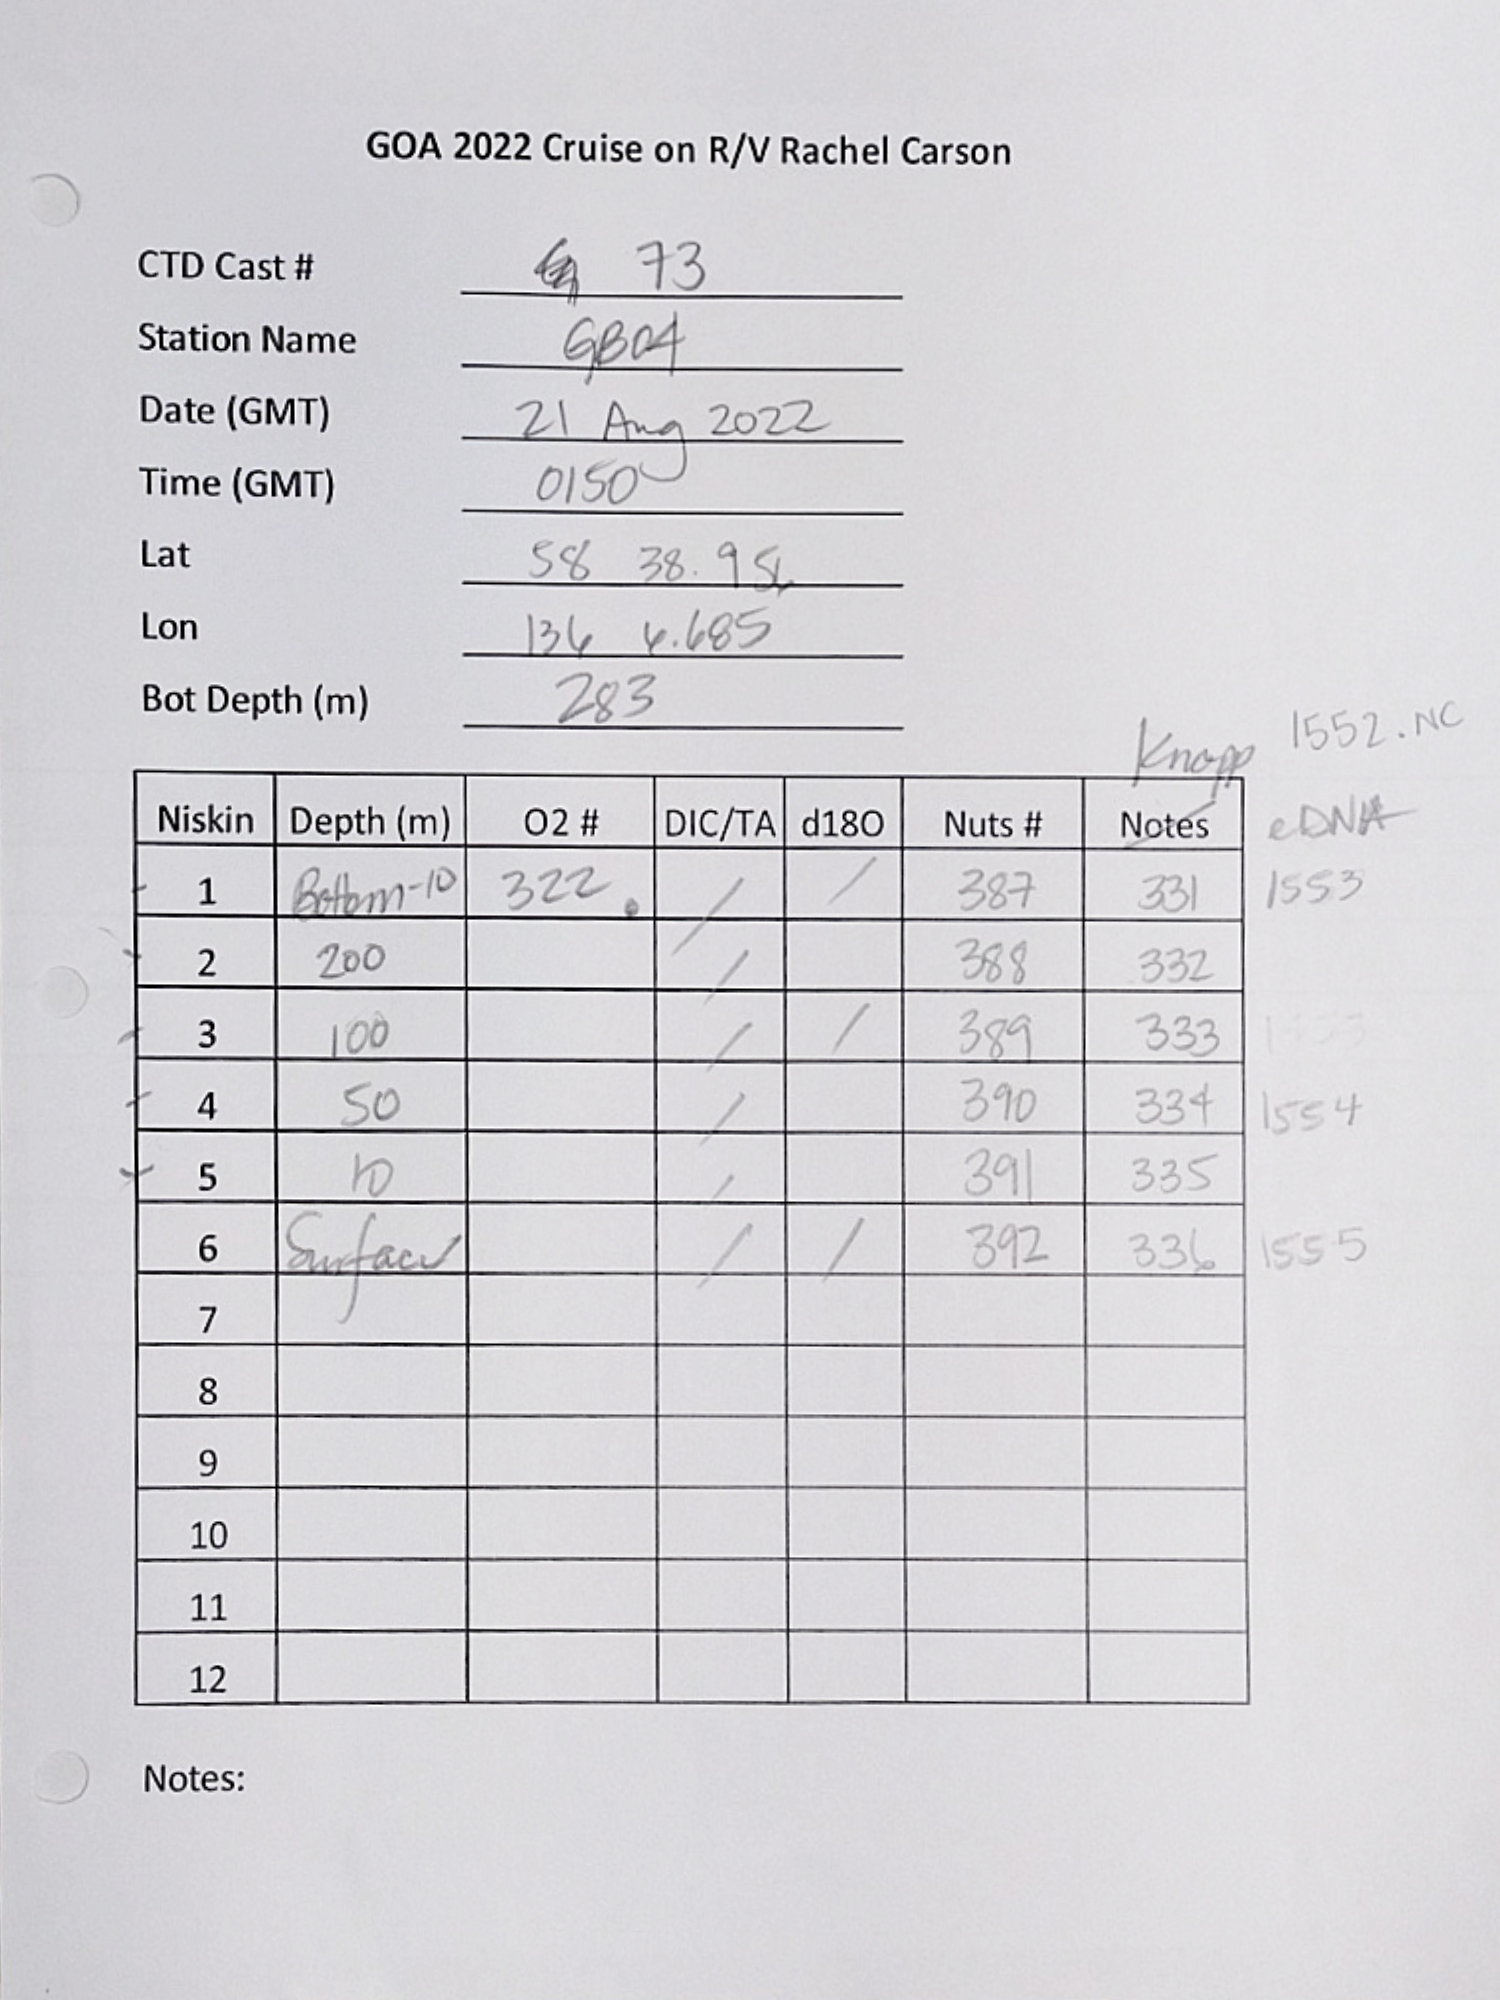 GOA 2022 Cruise on R/V Rachel Carson
CTD Cast # 73
Station Name GB04
Date (GMT) 21 Aug 2022
Time (GMT) 0150
Lat 58 38.956
Lon 136 4.685
Bot Depth (m) 283
Knapp 1552.NC
Niskin Depth (m) O2 # DIC/TA d18O Nuts # Notes eDNA
1 Bottom-10 322. / / 387 331 1553
2 200 / 388 332
3 100 / / 389 333
4 50 / 390 334 1554
5 10 / 391 335
6 Surface / / 392 336 1555
7
8
9
10
11
12
Notes: